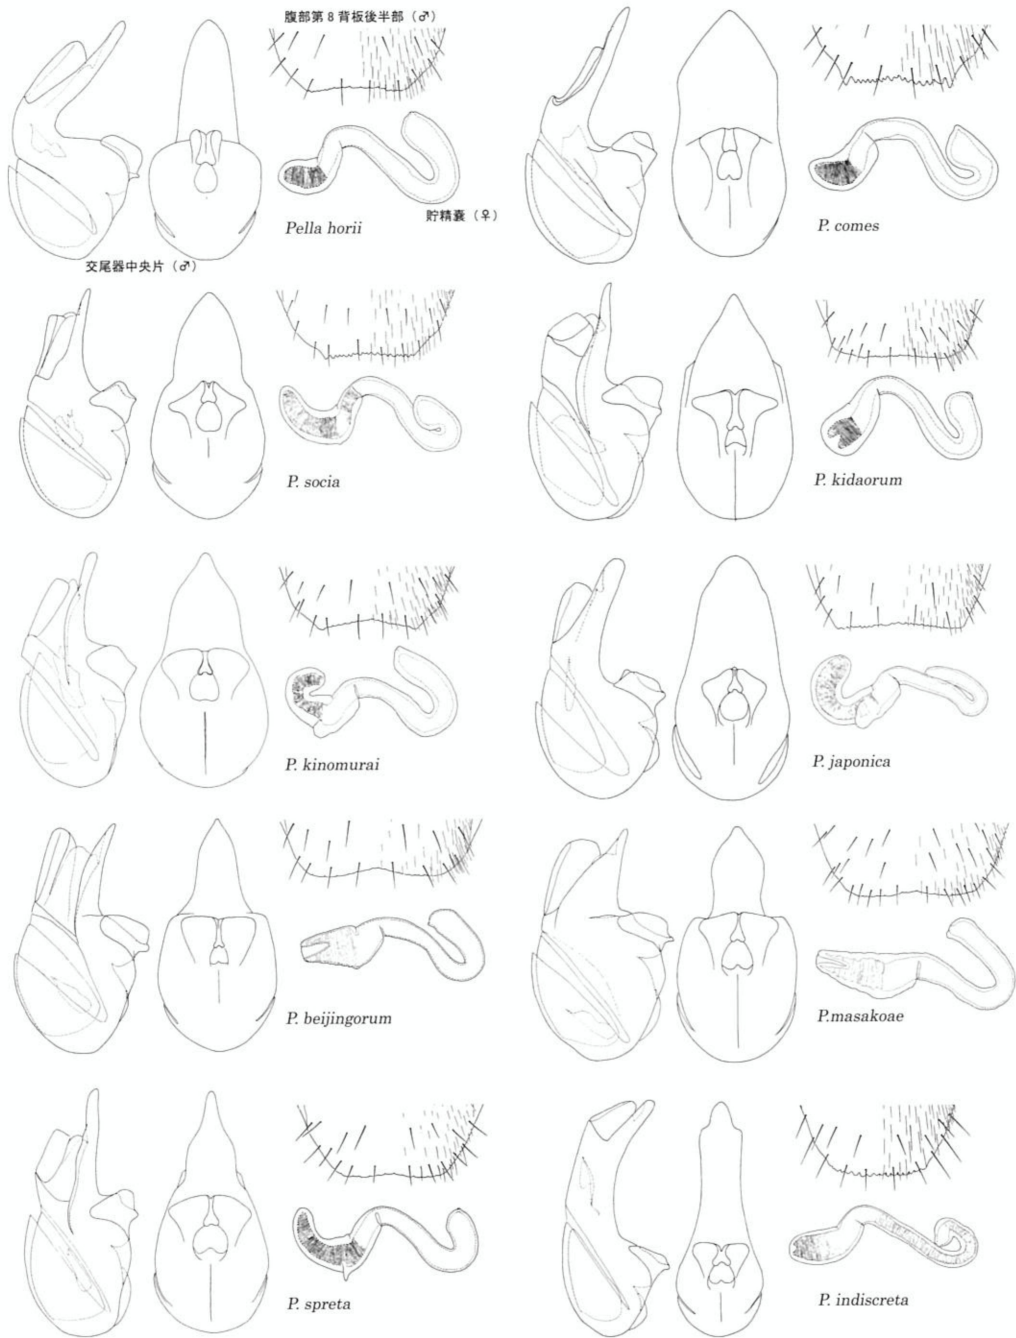 腹部第8背板後半部（♂）
Pella horii
貯精嚢（♀）
交尾器中央片（♂）
P. comes
P. socia
P. kidaorum
P. kinomurai
P. japonica
P. beijingorum
P.masakoae
P. spreta
P. indiscreta